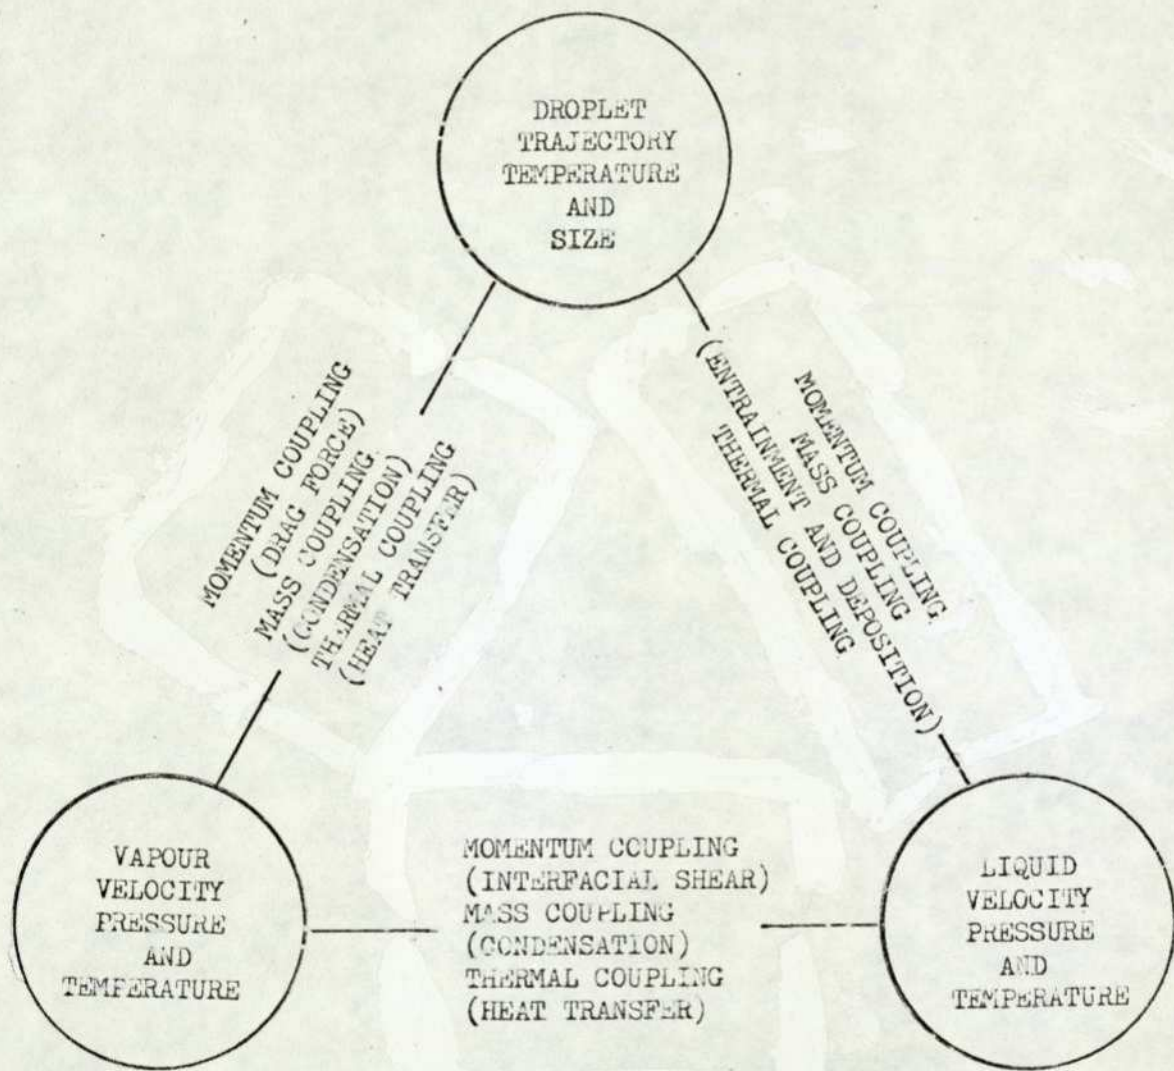 DROPLET
TRAJECTORY
TEMPERATURE
AND
SIZE
MOMENTUM COUPLING
(DRAG FORCE)
MASS COUPLING
(CONDENSATION)
THERMAL COUPLING
(HEAT TRANSFER)
MOMENTUM COUPLING
MASS COUPLING
(ENTRAINMENT AND DEPOSITION)
THERMAL COUPLING
VAPOUR
VELOCITY
PRESSURE
AND
TEMPERATURE
MOMENTUM COUPLING
(INTERFACIAL SHEAR)
MASS COUPLING
(CONDENSATION)
THERMAL COUPLING
(HEAT TRANSFER)
LIQUID
VELOCITY
PRESSURE
AND
TEMPERATURE